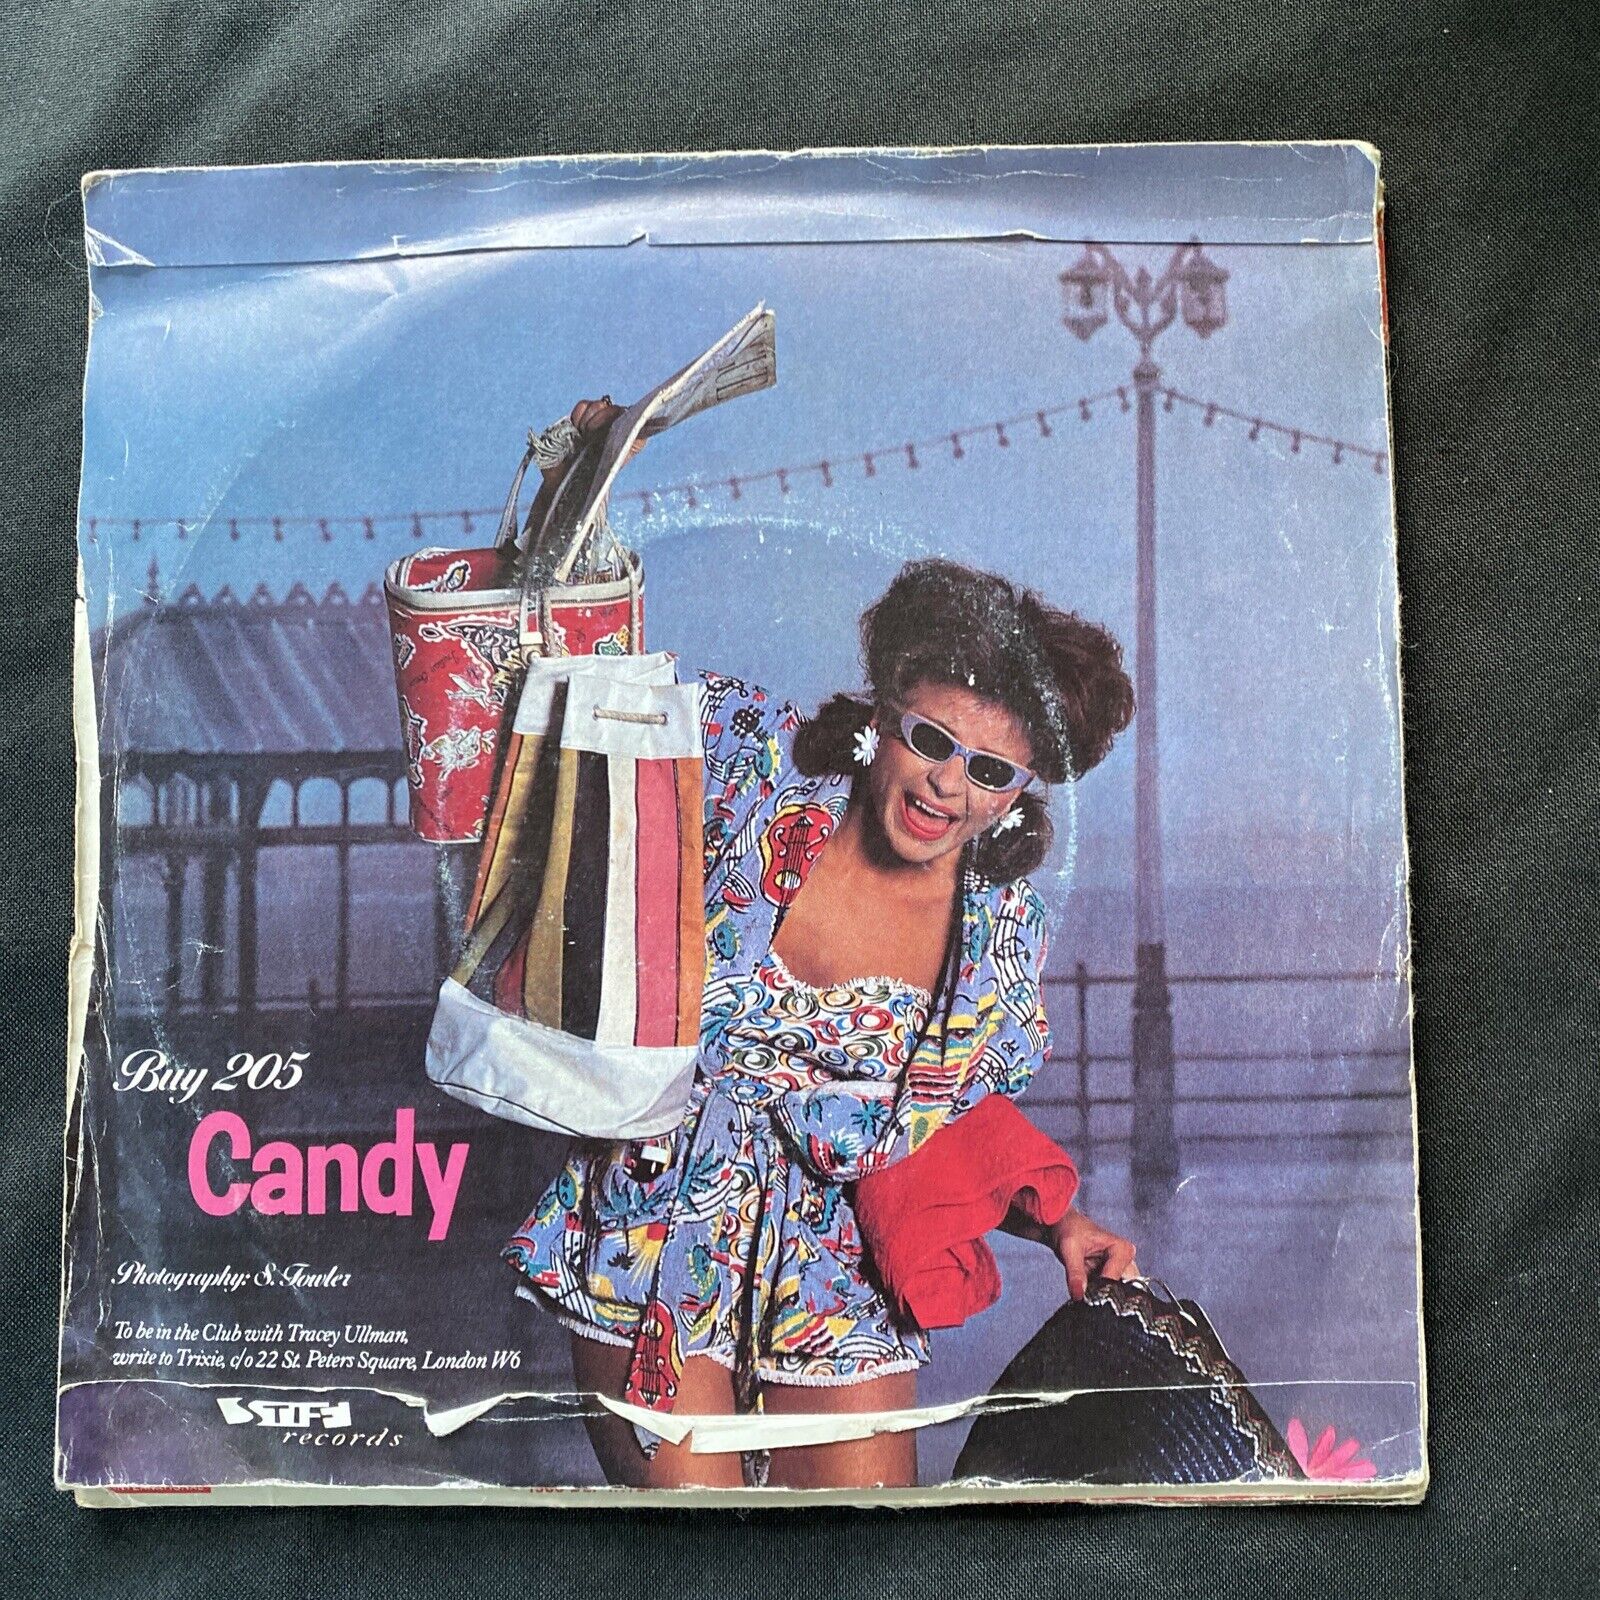 Buy 205
Candy
Photography: S. Fowler
To be in the Club with Tracey Ullman,
write to Trixie, c/o 22 St. Peters Square, London W6
STIFF
records